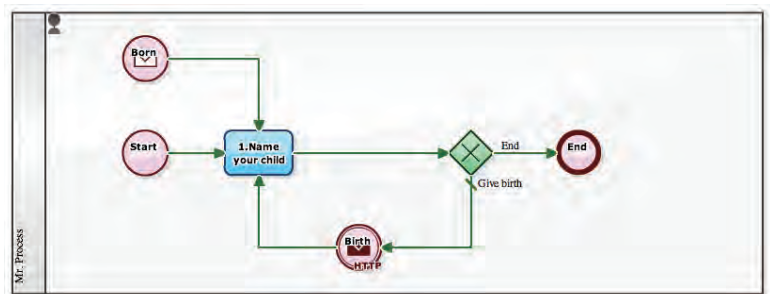 Born
Start
1.Name
your child
End
End
Give birth
Birth
HTTP
Mr. Process